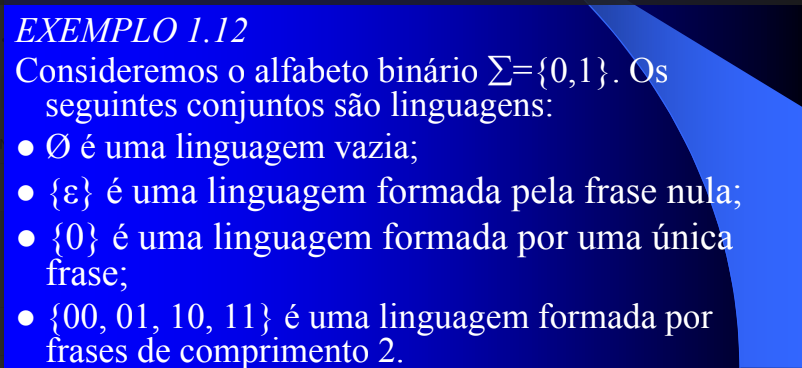 EXEMPLO 1.12
Consideremos o alfabeto binário ∑={0,1}. Os
seguintes conjuntos são linguagens:
● Ø é uma linguagem vazia;
● {ε} é uma linguagem formada pela frase nula;
● {0} é uma linguagem formada por uma única
frase;
● {00, 01, 10, 11} é uma linguagem formada por
frases de comprimento 2.